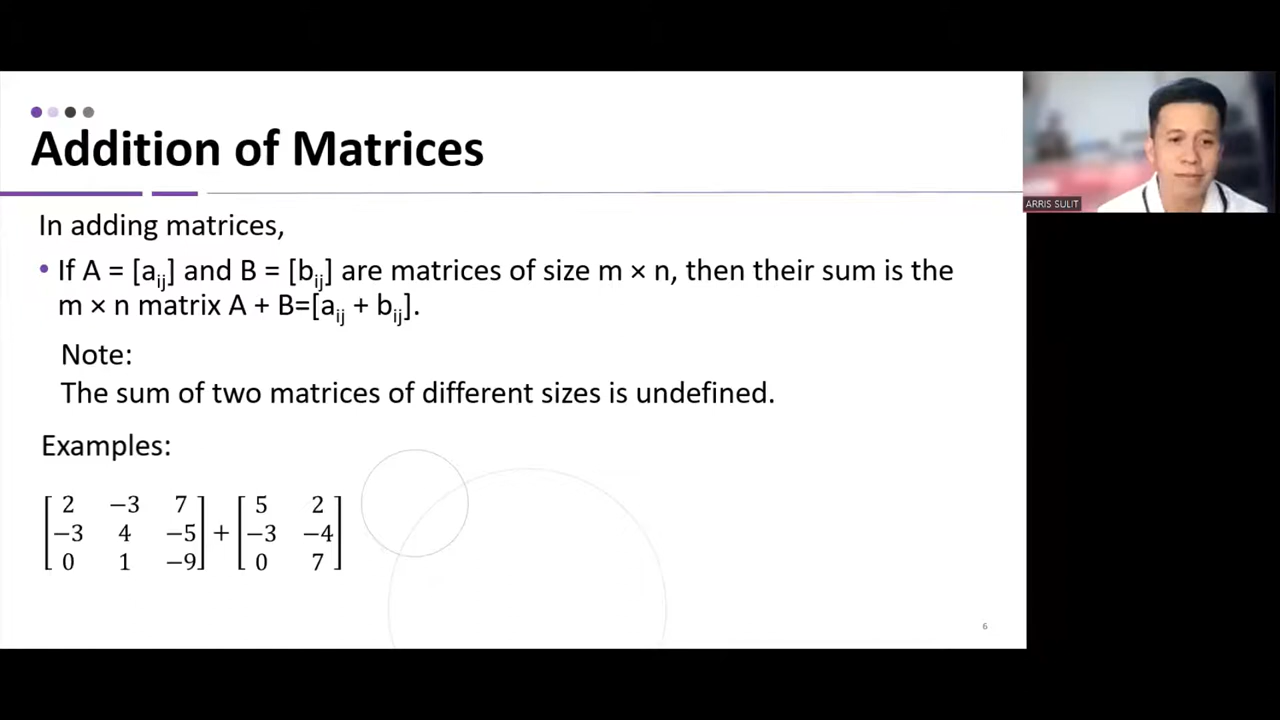 Addition of Matrices
ARRIS SULIT
In adding matrices,
• If A = [aij] and B = [bij] are matrices of size m × n, then their sum is the
m × n matrix A + B=[aij + bij].
Note:
The sum of two matrices of different sizes is undefined.
Examples:
2 −3 7 5 2
−3 4 −5 + −3 −4
0 1 −9 0 7
6